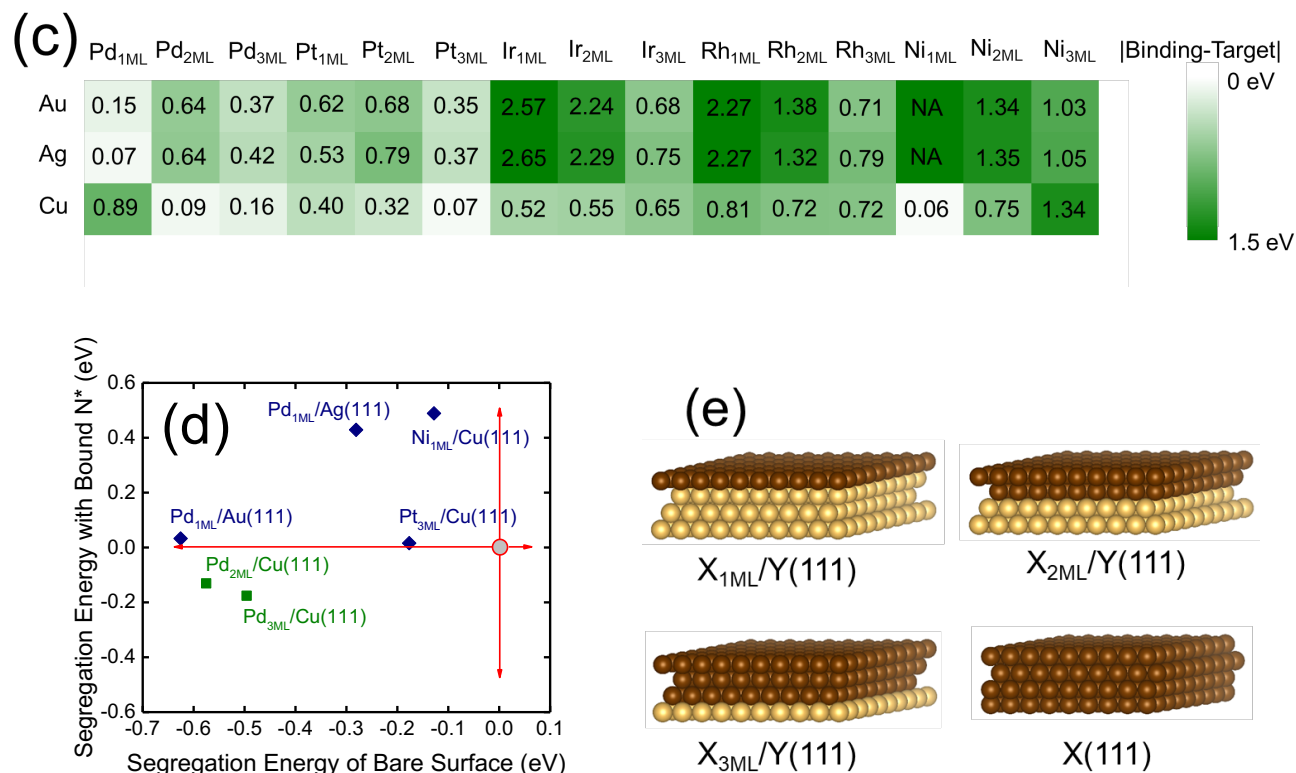 (c)
Pd1ML Pd2ML Pd3ML Pt1ML Pt2ML Pt3ML Ir1ML Ir2ML Ir3ML Rh1ML Rh2ML Rh3ML Ni1ML Ni2ML Ni3ML |Binding-Target|
Au 0.15 0.64 0.37 0.62 0.68 0.35 2.57 2.24 0.68 2.27 1.38 0.71 NA 1.34 1.03
0 eV
Ag 0.07 0.64 0.42 0.53 0.79 0.37 2.65 2.29 0.75 2.27 1.32 0.79 NA 1.35 1.05
Cu 0.89 0.09 0.16 0.40 0.32 0.07 0.52 0.55 0.65 0.81 0.72 0.72 0.06 0.75 1.34
1.5 eV
Segregation Energy with Bound N* (eV)
0.6
0.4
0.2
0.0
-0.2
-0.4
-0.6
(d)
Pd1ML/Ag(111)
Ni1ML/Cu(111)
Pd1ML/Au(111)
Pt3ML/Cu(111)
Pd2ML/Cu(111)
Pd3ML/Cu(111)
-0.7 -0.6 -0.5 -0.4 -0.3 -0.2 -0.1 0.0 0.1
Segregation Energy of Bare Surface (eV)
(e)
X1ML/Y(111)
X2ML/Y(111)
X3ML/Y(111)
X(111)